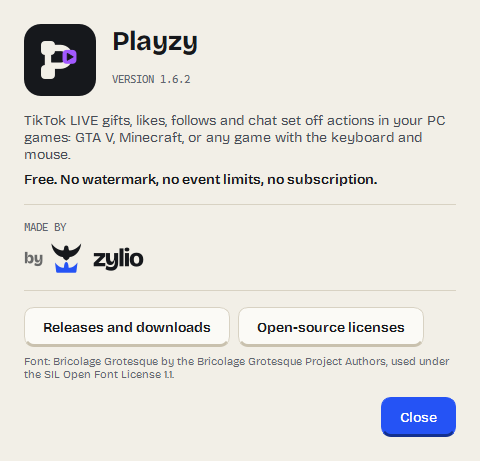 Playzy
VERSION 1.6.2
TikTok LIVE gifts, likes, follows and chat set off actions in your PC
games: GTA V, Minecraft, or any game with the keyboard and
mouse.
Free. No watermark, no event limits, no subscription.
MADE BY
by zylio
Releases and downloads
Open-source licenses
Font: Bricolage Grotesque by the Bricolage Grotesque Project Authors, used under
the SIL Open Font License 1.1.
Close